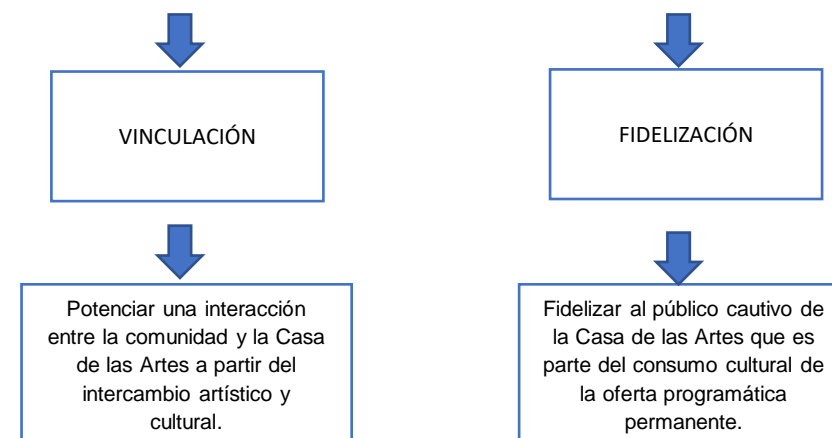 VINCULACIÓN
FIDELIZACIÓN
Potenciar una interacción
entre la comunidad y la Casa
de las Artes a partir del
intercambio artístico y
cultural.
Fidelizar al público cautivo de
la Casa de las Artes que es
parte del consumo cultural de
la oferta programática
permanente.